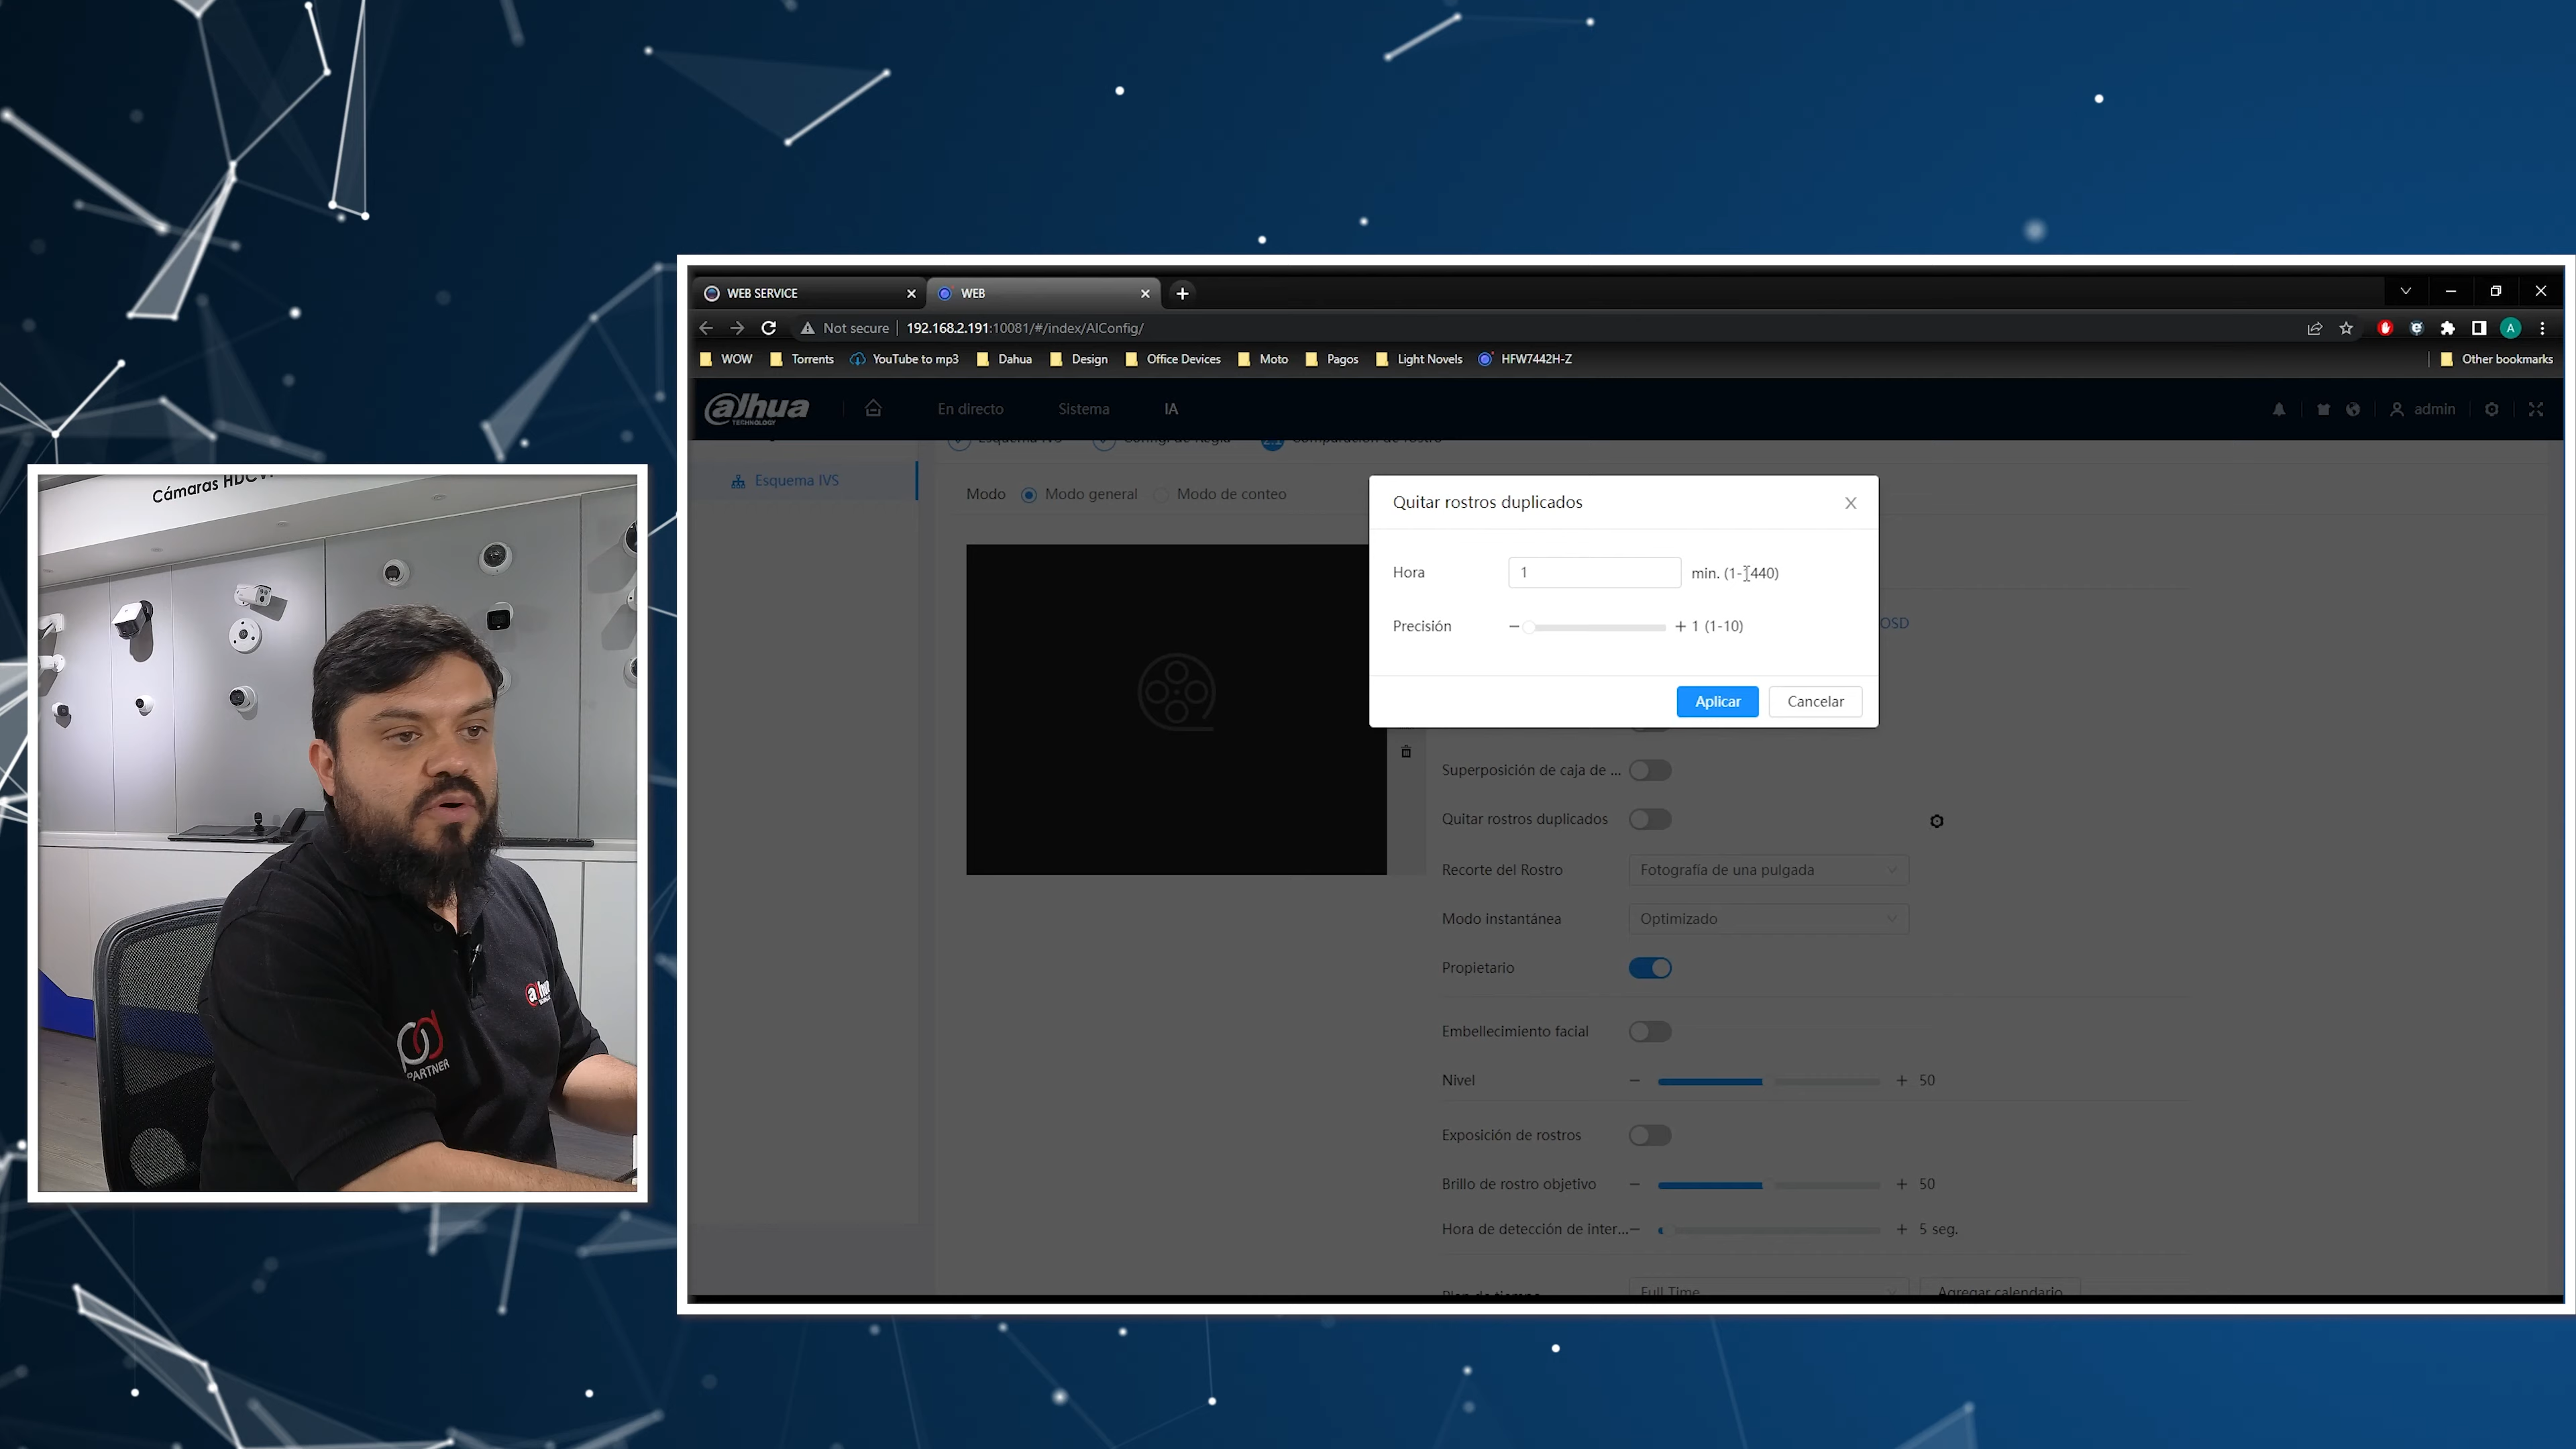 WEB SERVICE
WEB
Not secure
192.168.2.191:10081/#/index/AIConfig/
A
WOW
Torrents
YouTube to mp3
Dahua
Design
Office Devices
Moto
Pagos
Light Novels
HFW7442H-Z
Other bookmarks
alhua
TECHNOLOGY
En directo
Sistema
IA
admin
Esquema IVS
Esquema IVS
Modo
Modo general
Modo de conteo
Quitar rostros duplicados
Hora
1
min. (1-1440)
Precisión
1 (1-10)
OSD
Aplicar
Cancelar
Superposición de caja de ...
Quitar rostros duplicados
Recorte del Rostro
Fotografía de una pulgada
Modo instantánea
Optimizado
Propietario
Embellecimiento facial
Nivel
50
Exposición de rostros
Brillo de rostro objetivo
50
Hora de detección de inter...
5 seg.
Full Time
Agregar calendario
Cámaras
PARTNER